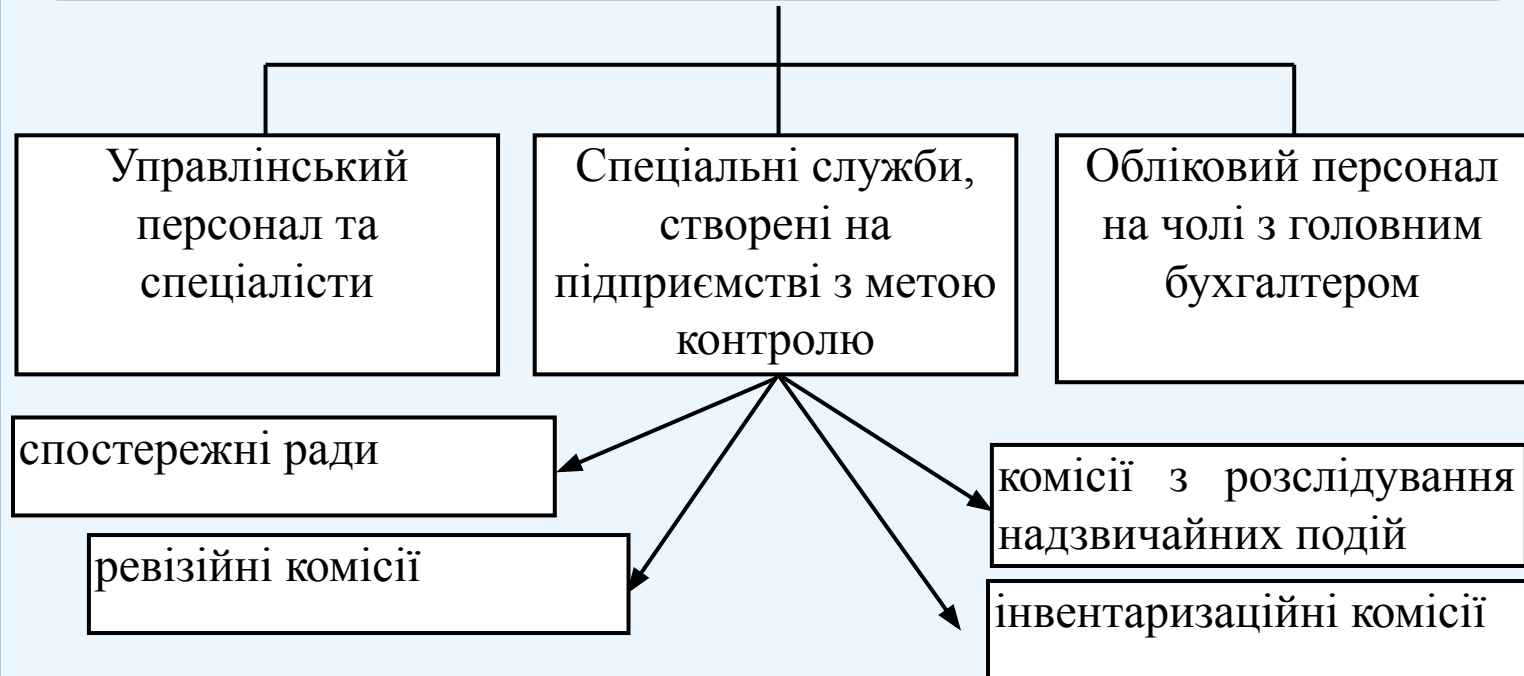 Управлінський
персонал та
спеціалісти
Спеціальні служби,
створені на
підприємстві з метою
контролю
Обліковий персонал
на чолі з головним
бухгалтером
спостережні ради
ревізійні комісії
комісії з розслідування
надзвичайних подій
інвентаризаційні комісії